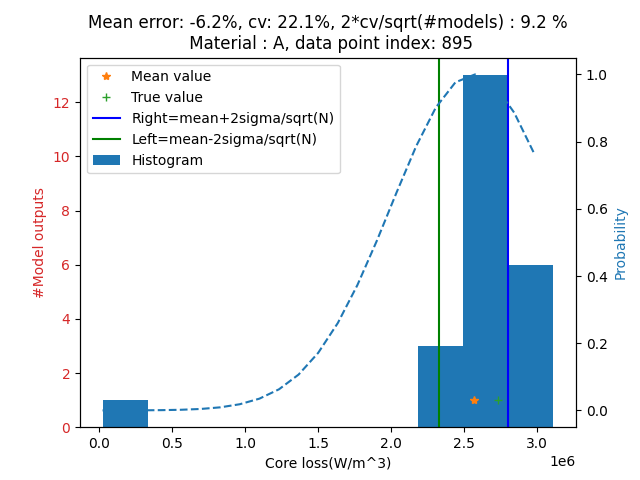 Mean error: -6.2%, cv: 22.1%, 2*cv/sqrt(#models) : 9.2 %
Material : A, data point index: 895
Mean value
True value
Right=mean+2sigma/sqrt(N)
Left=mean-2sigma/sqrt(N)
Histogram
#Model outputs
12
10
8
6
4
2
0
Probability
1.0
0.8
0.6
0.4
0.2
0.0
0.0 0.5 1.0 1.5 2.0 2.5 3.0
1e6
Core loss(W/m^3)